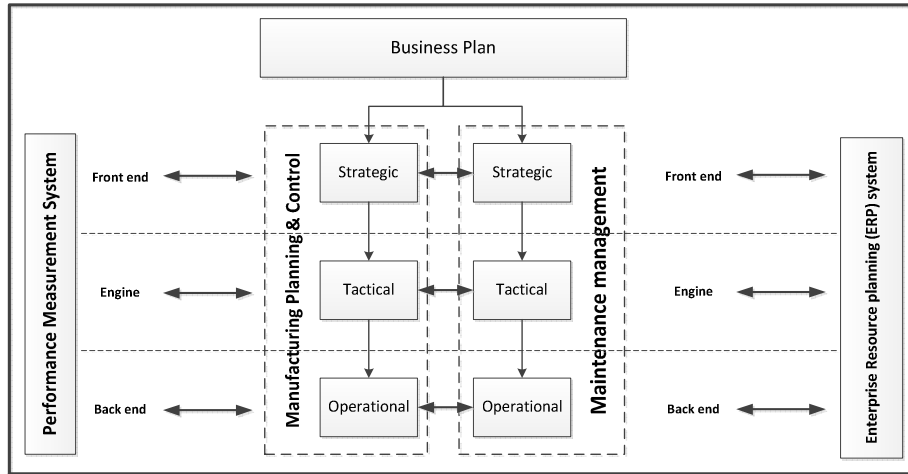 Business Plan
Performance Measurement System
Front end
Engine
Back end
Manufacturing Planning & Control
Strategic
Tactical
Operational
Strategic
Tactical
Operational
Maintenance management
Front end
Engine
Back end
Enterprise Resource planning (ERP) system